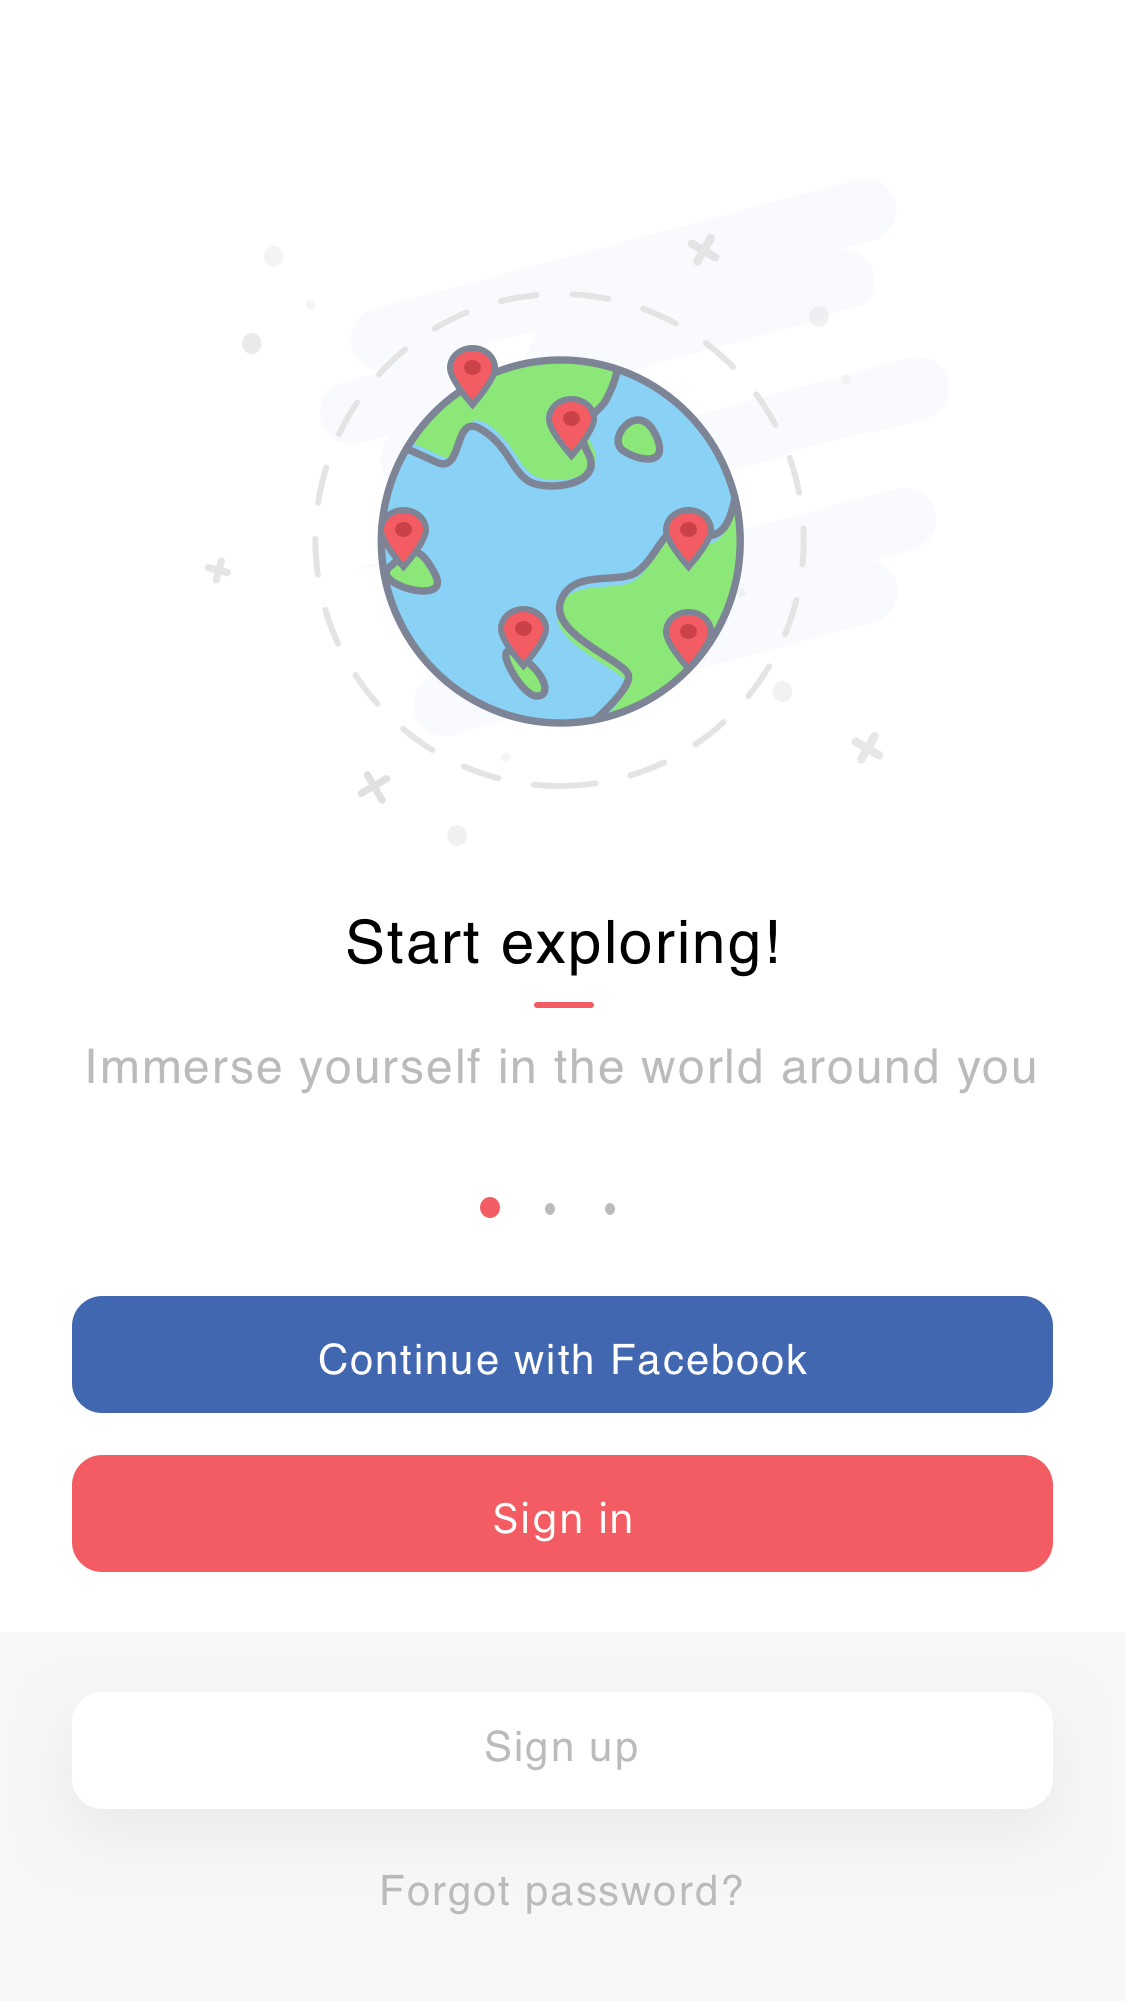 Start exploring!
Immerse yourself in the world around you
Continue with Facebook
Sign in
Sign up
Forgot password?